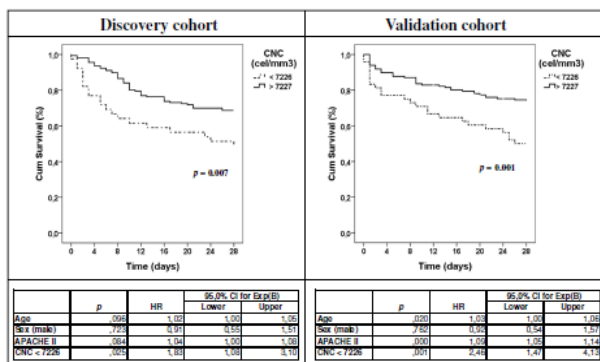 Discovery cohort
Validation cohort
CNC
(cel/mm3)
< 7226
> 7227
1,0
0,8
0,6
0,4
0,2
0,0
Cum Survival (%)
p = 0.007
0 4 8 12 16 20 24 28
Time (days)
CNC
(cel/mm3)
< 7226
> 7227
1,0
0,8
0,6
0,4
0,2
0,0
Cum Survival (%)
p = 0.001
0 4 8 12 16 20 24 28
Time (days)
95,0% CI for Exp(B)
p HR Lower Upper
Age ,096 1,02 1,00 1,05
Sex (male) ,723 0,91 0,55 1,51
APACHE II ,084 1,04 1,00 1,08
CNC < 7226 ,025 1,83 1,08 3,10
95,0% CI for Exp(B)
p HR Lower Upper
Age ,020 1,03 1,00 1,06
Sex (male) ,762 0,92 0,54 1,57
APACHE II ,000 1,09 1,05 1,14
CNC < 7226 ,001 1,47